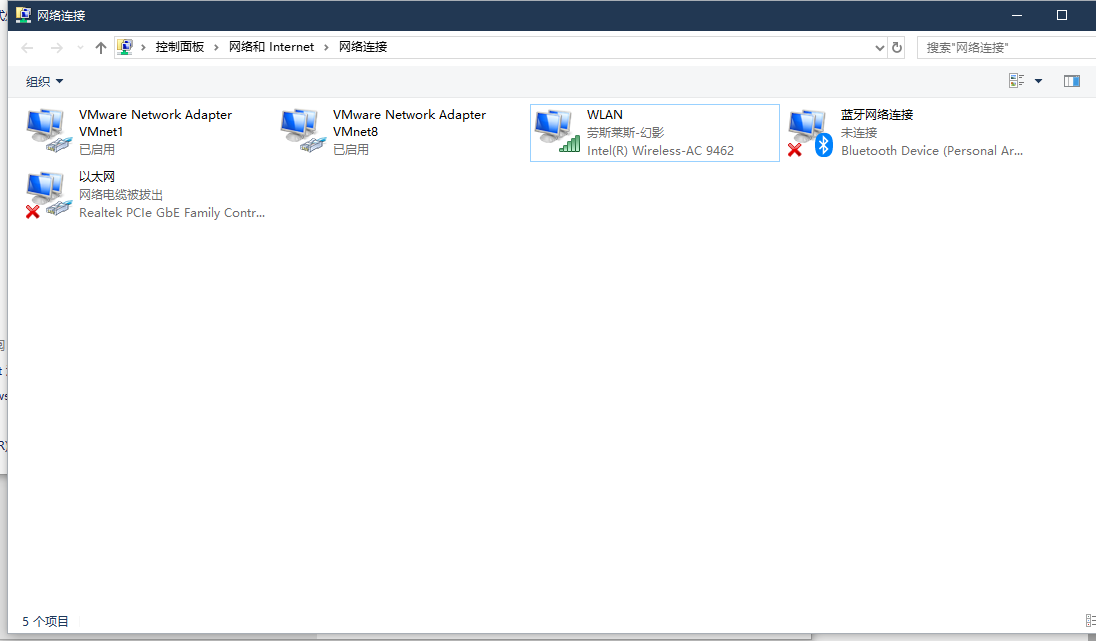 网络连接
控制面板 > 网络和 Internet > 网络连接
搜索"网络连接"
组织
VMware Network Adapter
VMnet1
已启用
VMware Network Adapter
VMnet8
已启用
WLAN
劳斯莱斯-幻影
Intel(R) Wireless-AC 9462
蓝牙网络连接
未连接
Bluetooth Device (Personal Ar...
以太网
网络电缆被拔出
Realtek PCIe GbE Family Contr...
5 个项目